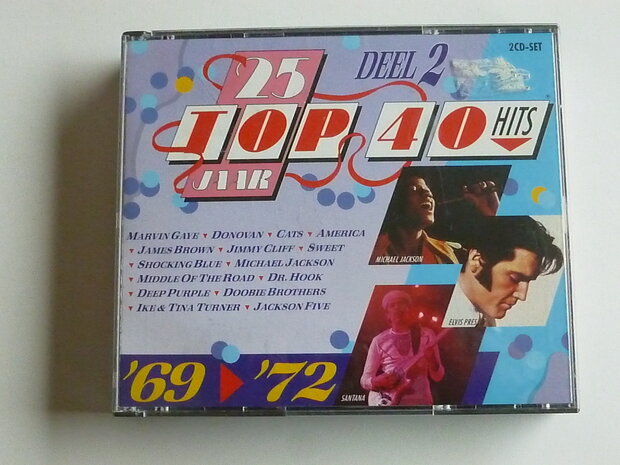 25
DEEL 2
2CD-SET
TOP 40 HITS
JAAR
MARVIN GAYE ▾ DONOVAN ▾ CATS ▾ AMERICA
▾ JAMES BROWN ▾ JIMMY CLIFF ▾ SWEET
▾ SHOCKING BLUE ▾ MICHAEL JACKSON
▾ MIDDLE OF THE ROAD ▾ DR. HOOK
▾ DEEP PURPLE ▾ DOOBIE BROTHERS
▾ IKE & TINA TURNER ▾ JACKSON FIVE
MICHAEL JACKSON
ELVIS PRES
SANTANA
'69 ▸ '72